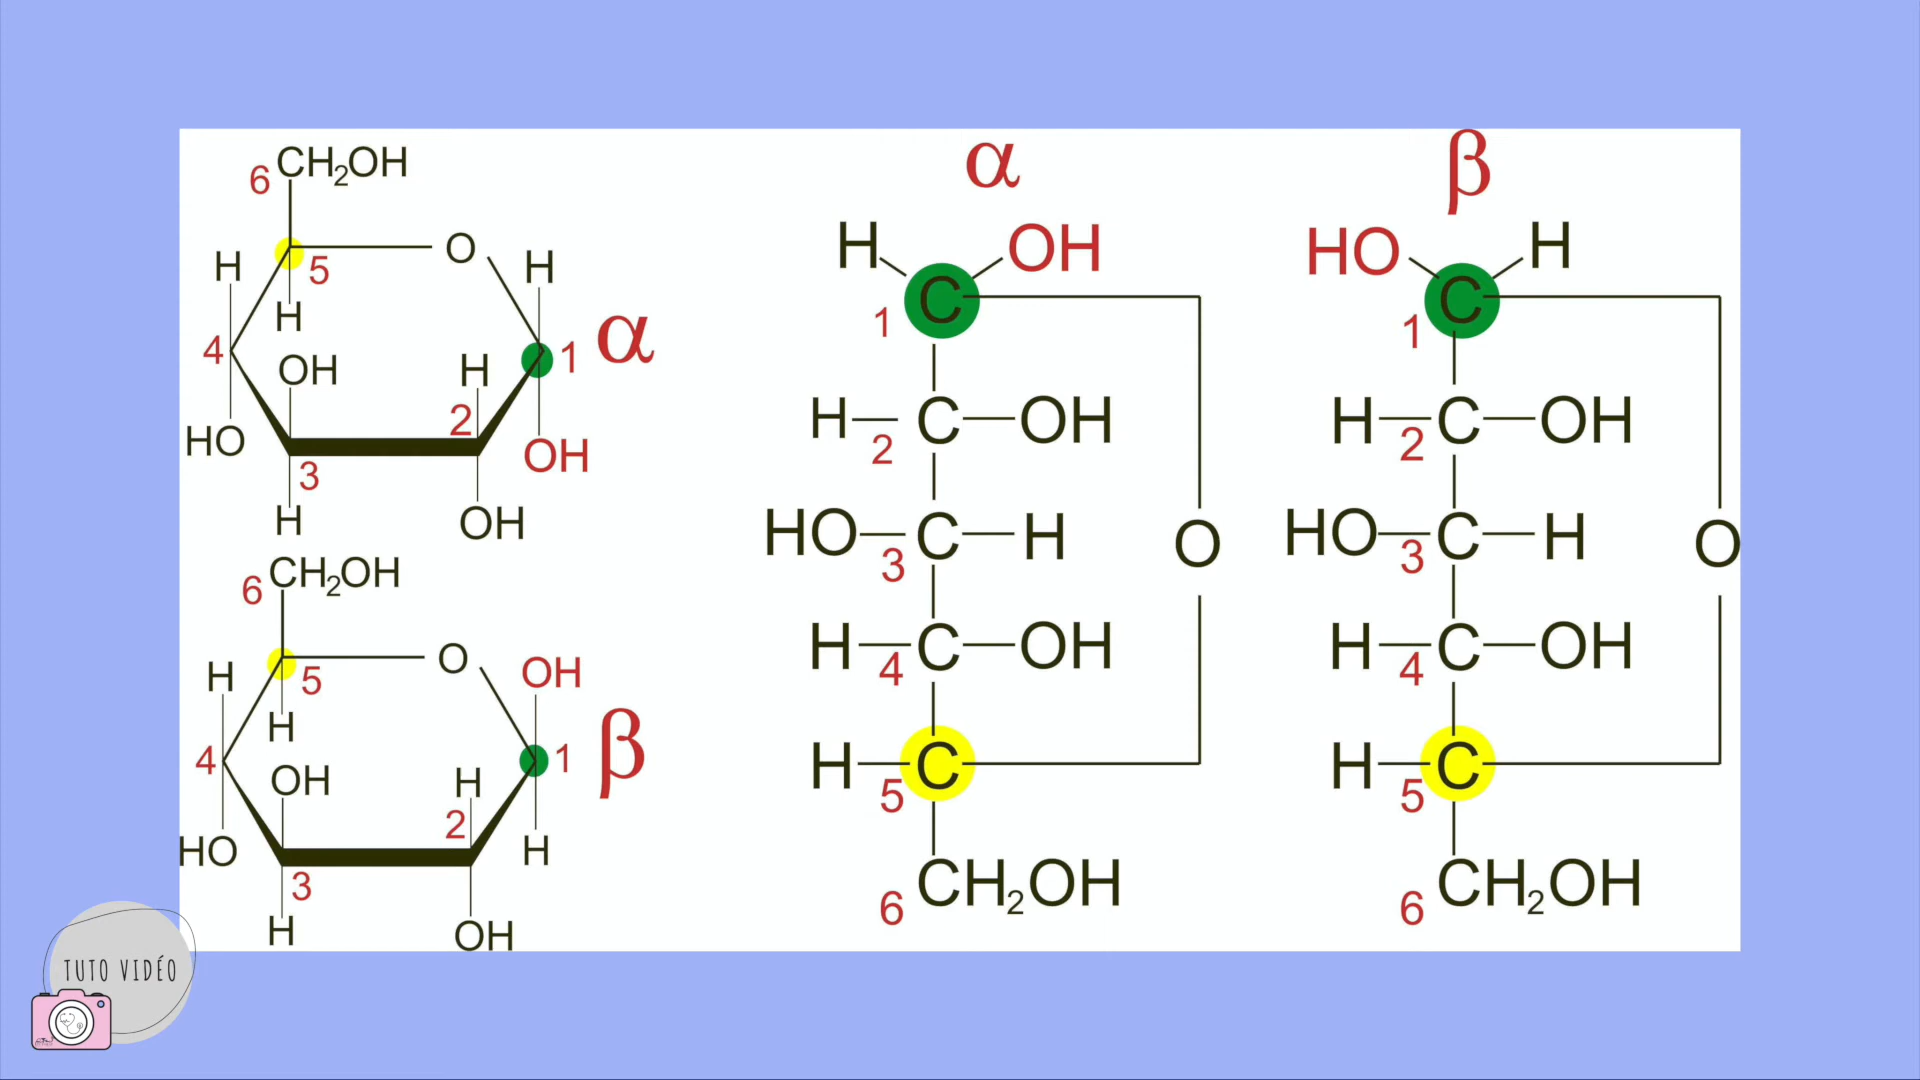 6 CH2OH
H 5 O H
H
4 OH H 1 α
HO 2 OH
3
H OH
6 CH2OH
H 5 O OH
H
4 OH H 1 β
HO 2 H
3
H OH
α
H OH
C
1
H C OH
2
HO C H
3
O
H C OH
4
H C
5
CH2OH
6
β
HO H
C
1
H C OH
2
HO C H
3
O
H C OH
4
H C
5
CH2OH
6
TUTO VIDÉO